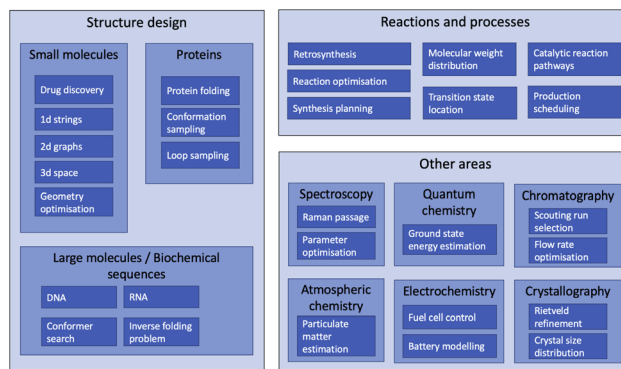 Structure design
Small molecules
Drug discovery
1d strings
2d graphs
3d space
Geometry
optimisation
Proteins
Protein folding
Conformation
sampling
Loop sampling
Large molecules / Biochemical
sequences
DNA
RNA
Conformer
search
Inverse folding
problem
Reactions and processes
Retrosynthesis
Reaction optimisation
Synthesis planning
Molecular weight
distribution
Transition state
location
Catalytic reaction
pathways
Production
scheduling
Other areas
Spectroscopy
Raman passage
Parameter
optimisation
Quantum
chemistry
Ground state
energy estimation
Chromatography
Scouting run
selection
Flow rate
optimisation
Atmospheric
chemistry
Particulate
matter
estimation
Electrochemistry
Fuel cell control
Battery modelling
Crystallography
Rietveld
refinement
Crystal size
distribution